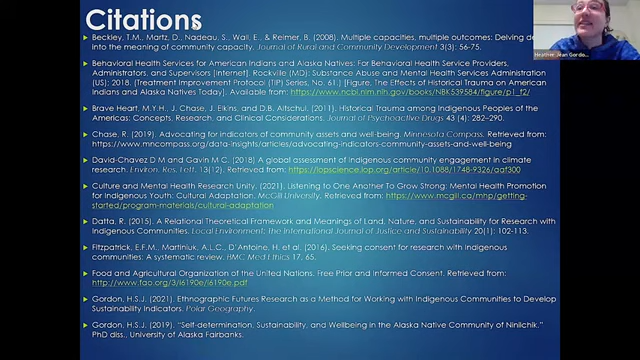 Citations
Heather Jean Gordo...
Beckley, T.M., Martz, D., Nadeau, S., Wall, E., & Reimer, B. (2008). Multiple capacities, multiple outcomes: Delving de
into the meaning of community capacity. Journal of Rural and Community Development 3(3): 56-75.
Behavioral Health Services for American Indians and Alaska Natives: For Behavioral Health Service Providers,
Administrators, and Supervisors [Internet]. Rockville (MD): Substance Abuse and Mental Health Services Administration
(US); 2018. (Treatment Improvement Protocol (TIP) Series, No. 61.) [Figure, The Effects of Historical Trauma on American
Indians and Alaska Natives Today]. Available from: https://www.ncbi.nlm.nih.gov/books/NBK539584/figure/p1_f2/
Brave Heart, M.Y.H., J. Chase, J. Elkins, and D.B. Altschul. (2011). Historical Trauma among Indigenous Peoples of the
Americas: Concepts, Research, and Clinical Considerations. Journal of Psychoactive Drugs 43 (4): 282–290.
Chase, R. (2019). Advocating for indicators of community assets and well-being. Minnesota Compass. Retrieved from:
https://www.mncompass.org/data-insights/articles/advocating-indicators-community-assets-and-well-being
David-Chavez D M and Gavin M C. (2018) A global assessment of Indigenous community engagement in climate
research. Environ. Res. Lett. 13(12). Retrieved from: https://iopscience.iop.org/article/10.1088/1748-9326/aaf300
Culture and Mental Health Research Unity. (2021). Listening to One Another To Grow Strong: Mental Health Promotion
for Indigenous Youth: Cultural Adaptation. McGill University. Retrieved from: https://www.mcgill.ca/mhp/getting-
started/program-materials/cultural-adaptation
Datta, R. (2015). A Relational Theoretical Framework and Meanings of Land, Nature, and Sustainability for Research with
Indigenous Communities. Local Environment: The International Journal of Justice and Sustainability 20(1): 102-113.
Fitzpatrick, E.F.M., Martiniuk, A.L.C., D'Antoine, H. et al. (2016). Seeking consent for research with indigenous
communities: A systematic review. BMC Med Ethics 17, 65.
Food and Agricultural Organization of the United Nations. Free Prior and Informed Consent. Retrieved from:
http://www.fao.org/3/i6190e/i6190e.pdf
Gordon, H.S.J. (2021). Ethnographic Futures Research as a Method for Working with Indigenous Communities to Develop
Sustainability Indicators. Polar Geography.
Gordon, H.S.J. (2019). "Self-determination, Sustainability, and Wellbeing in the Alaska Native Community of Ninilchik."
PhD diss., University of Alaska Fairbanks.